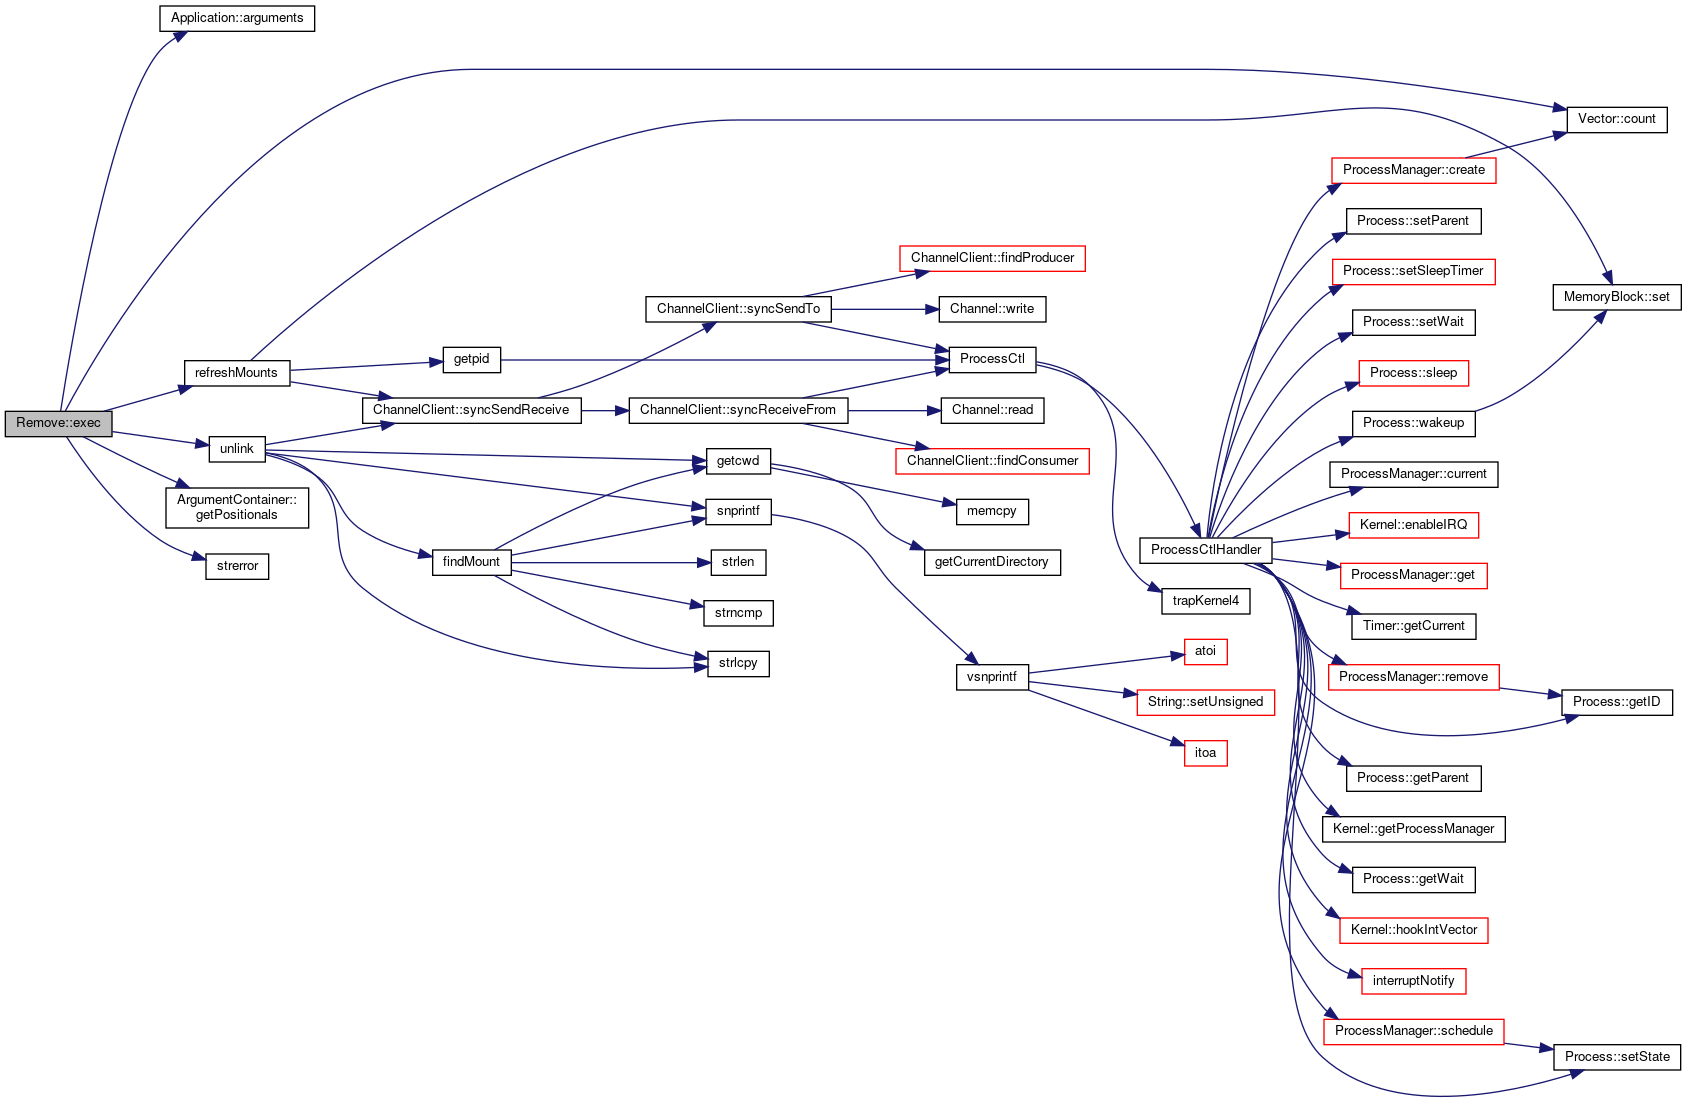 Application::arguments
Vector::count
ProcessManager::create
Process::setParent
ChannelClient::findProducer
Process::setSleepTimer
MemoryBlock::set
ChannelClient::syncSendTo
Channel::write
Process::setWait
getpid
ProcessCtl
refreshMounts
Process::sleep
ChannelClient::syncSendReceive
ChannelClient::syncReceiveFrom
Channel::read
Remove::exec
Process::wakeup
unlink
getcwd
ChannelClient::findConsumer
ProcessManager::current
ArgumentContainer::
getPositionals
snprintf
memcpy
Kernel::enableIRQ
ProcessCtlHandler
strerror
findMount
strlen
getCurrentDirectory
ProcessManager::get
trapKernel4
strncmp
Timer::getCurrent
atoi
strlcpy
vsnprintf
ProcessManager::remove
String::setUnsigned
Process::getID
itoa
Process::getParent
Kernel::getProcessManager
Process::getWait
Kernel::hookIntVector
interruptNotify
ProcessManager::schedule
Process::setState